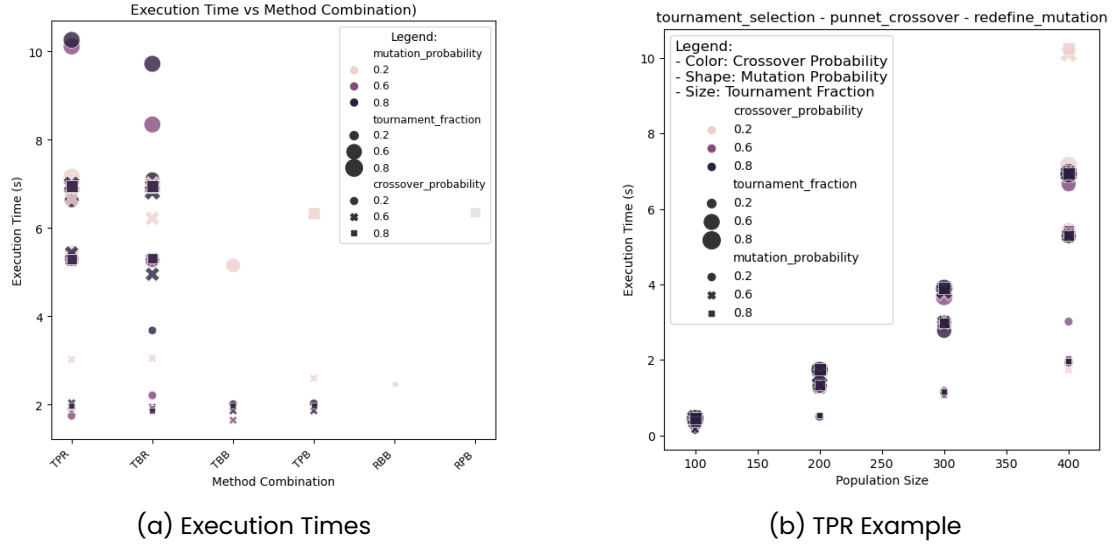 Execution Time vs Method Combination)
Execution Time (s)
10
8
6
4
2
Legend:
mutation_probability
0.2
0.6
0.8
tournament_fraction
0.2
0.6
0.8
crossover_probability
0.2
0.6
0.8
TPR
TBR
TBB
TPB
RBB
RPB
Method Combination
(a) Execution Times
tournament_selection - punnet_crossover - redefine_mutation
Execution Time (s)
10
8
6
4
2
0
Legend:
- Color: Crossover Probability
- Shape: Mutation Probability
- Size: Tournament Fraction
crossover_probability
0.2
0.6
0.8
tournament_fraction
0.2
0.6
0.8
mutation_probability
0.2
0.6
0.8
100
150
200
250
300
350
400
Population Size
(b) TPR Example